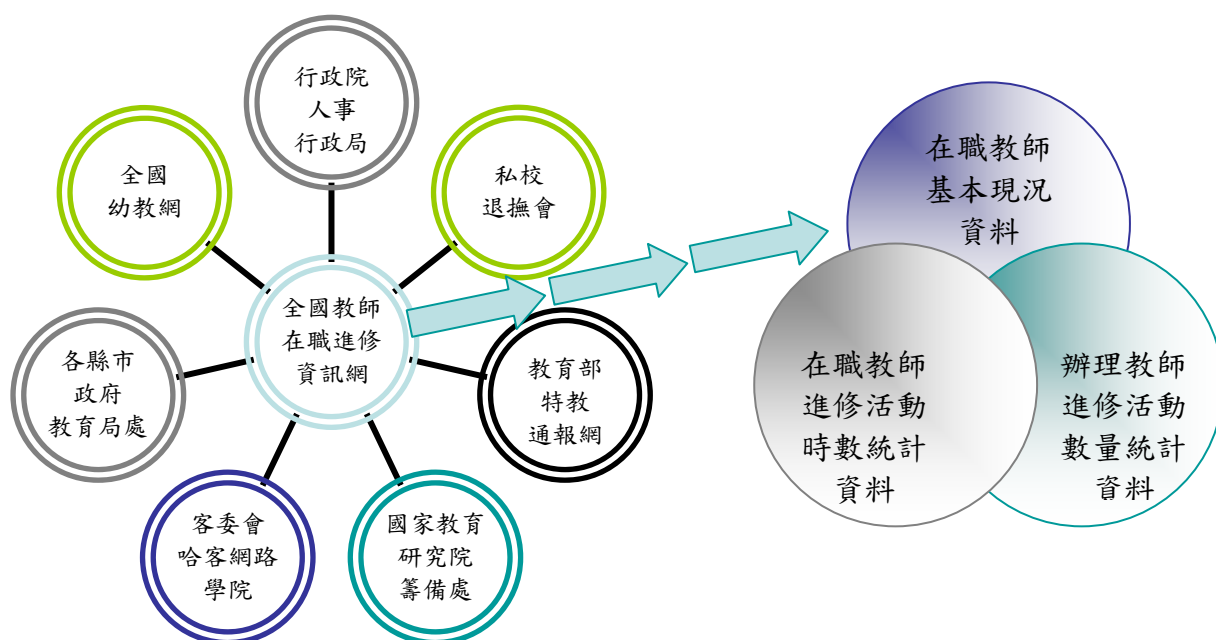 行政院
人事
行政局
全國
幼教網
私校
退撫會
全國教師
在職進修
資訊網
各縣市
政府
教育局處
教育部
特教
通報網
客委會
哈客網路
學院
國家教育
研究院
籌備處
在職教師
基本現況
資料
在職教師
進修活動
時數統計
資料
辦理教師
進修活動
數量統計
資料